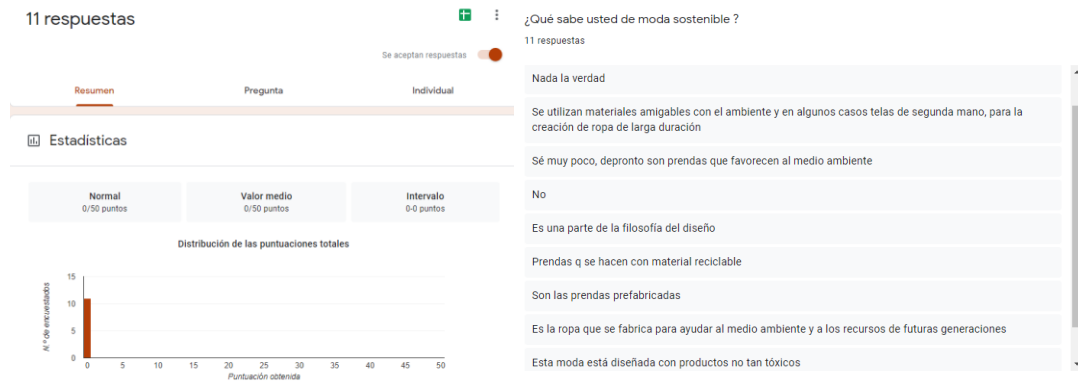 11 respuestas
Se aceptan respuestas
Resumen
Pregunta
Individual
Estadísticas
Normal
0/50 puntos
Valor medio
0/50 puntos
Intervalo
0-0 puntos
Distribución de las puntuaciones totales
N.º de encuestados
15
10
5
0
0 5 10 15 20 25 30 35 40 45 50
Puntuación obtenida
¿Qué sabe usted de moda sostenible ?
11 respuestas
Nada la verdad
Se utilizan materiales amigables con el ambiente y en algunos casos telas de segunda mano, para la
creación de ropa de larga duración
Sé muy poco, depronto son prendas que favorecen al medio ambiente
No
Es una parte de la filosofía del diseño
Prendas q se hacen con material reciclable
Son las prendas prefabricadas
Es la ropa que se fabrica para ayudar al medio ambiente y a los recursos de futuras generaciones
Esta moda está diseñada con productos no tan tóxicos